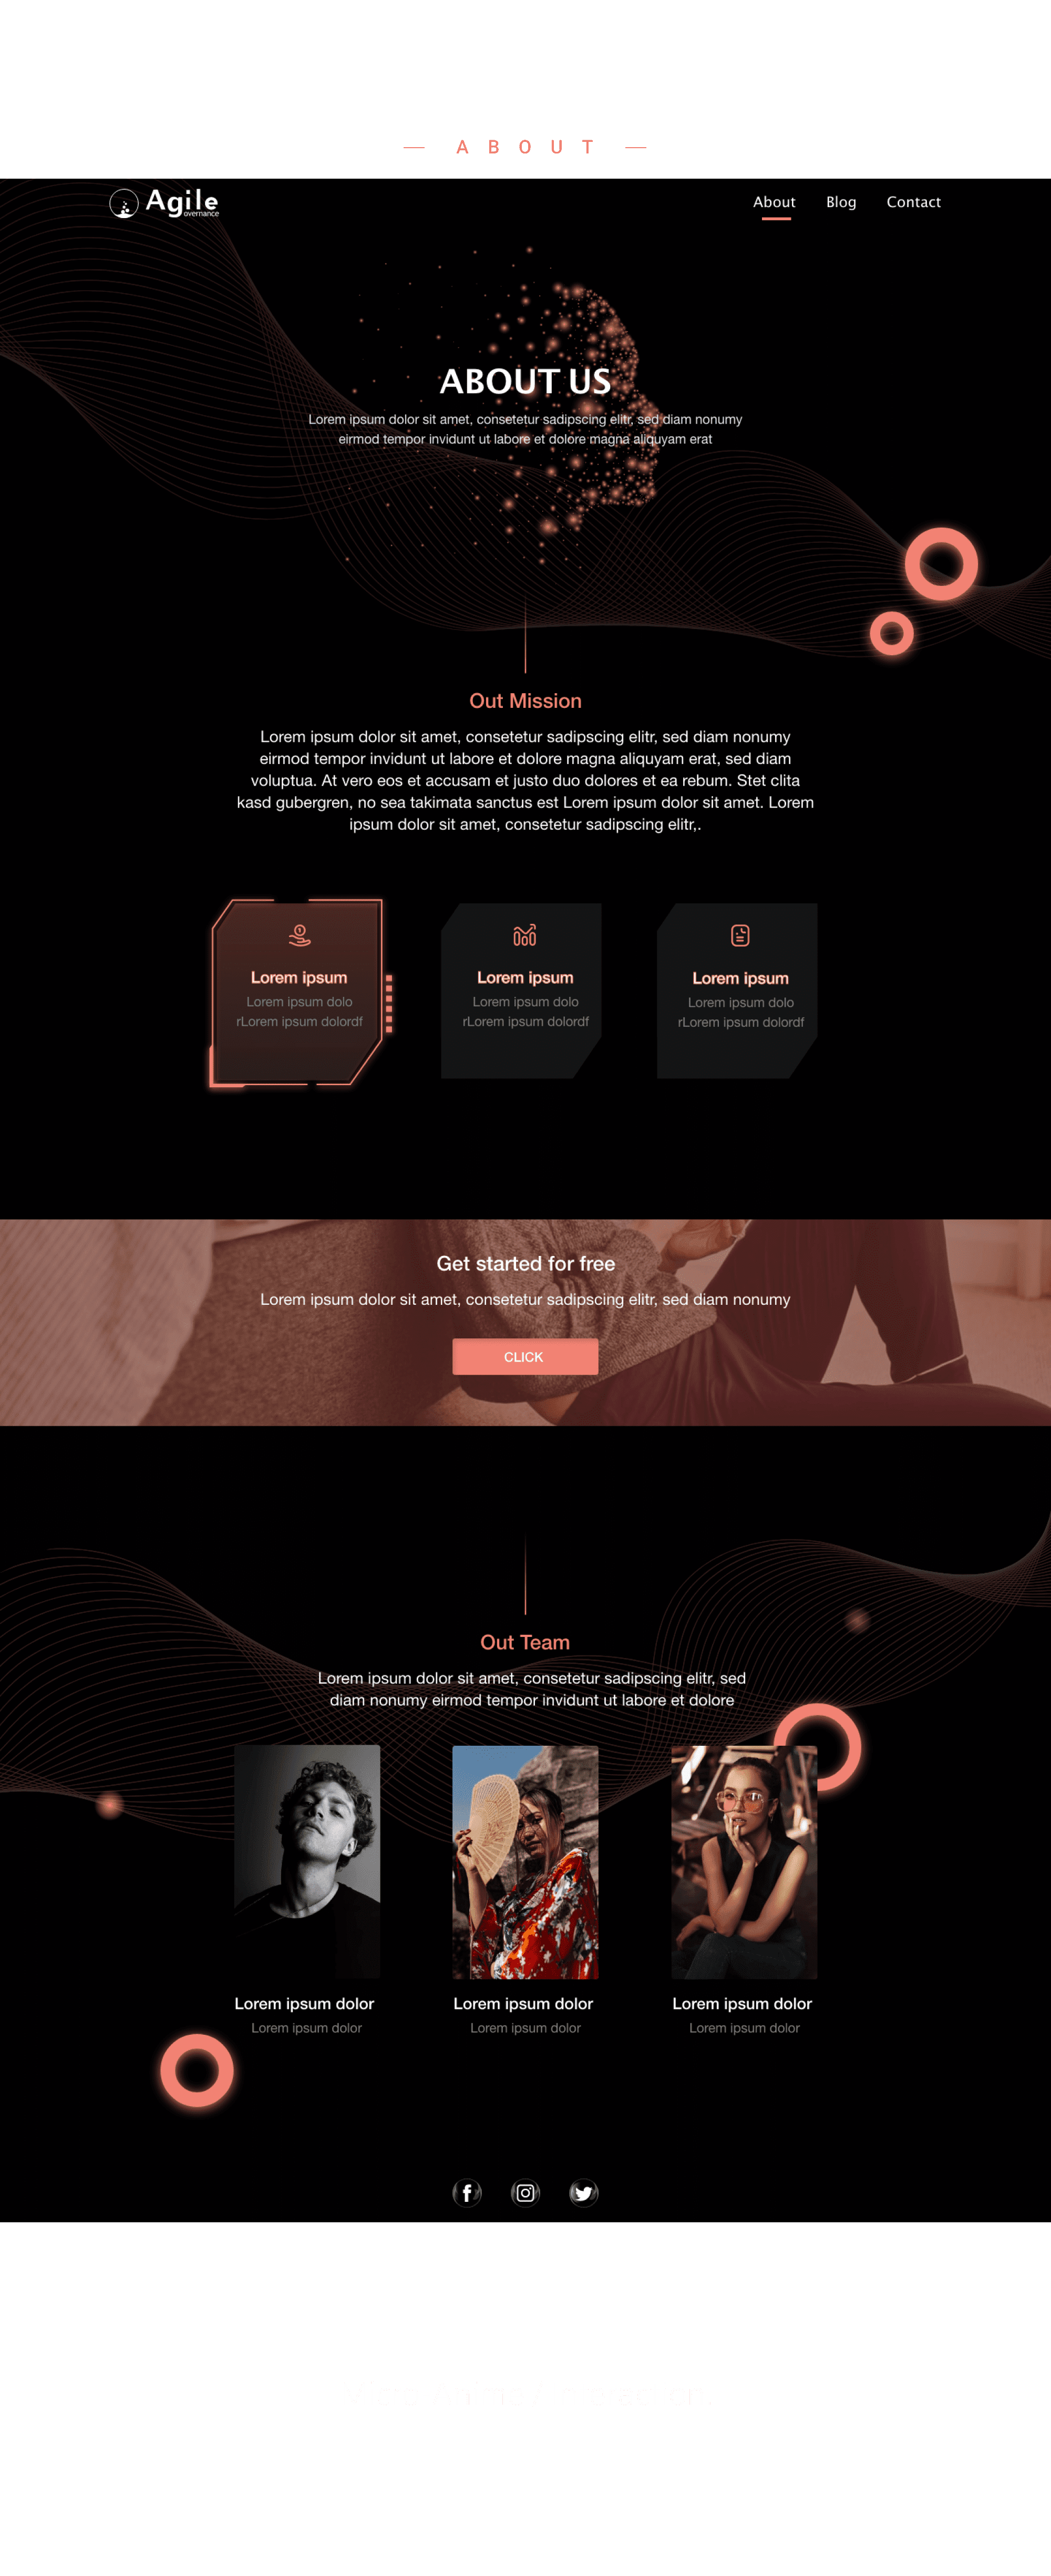 ABOUT
Agile
overnance
About Blog Contact
ABOUT US
Lorem ipsum dolor sit amet, consetetur sadipscing elitr, sed diam nonumy
eirmod tempor invidunt ut labore et dolore magna aliquyam erat
Out Mission
Lorem ipsum dolor sit amet, consetetur sadipscing elitr, sed diam nonumy
eirmod tempor invidunt ut labore et dolore magna aliquyam erat, sed diam
voluptua. At vero eos et accusam et justo duo dolores et ea rebum. Stet clita
kasd gubergren, no sea takimata sanctus est Lorem ipsum dolor sit amet. Lorem
ipsum dolor sit amet, consetetur sadipscing elitr,.
Lorem ipsum
Lorem ipsum dolo
rLorem ipsum dolordf
Lorem ipsum
Lorem ipsum dolo
rLorem ipsum dolordf
Lorem ipsum
Lorem ipsum dolo
rLorem ipsum dolordf
Get started for free
Lorem ipsum dolor sit amet, consetetur sadipscing elitr, sed diam nonumy
CLICK
Out Team
Lorem ipsum dolor sit amet, consetetur sadipscing elitr, sed
diam nonumy eirmod tempor invidunt ut labore et dolore
Lorem ipsum dolor
Lorem ipsum dolor
Lorem ipsum dolor
Lorem ipsum dolor
Lorem ipsum dolor
Lorem ipsum dolor